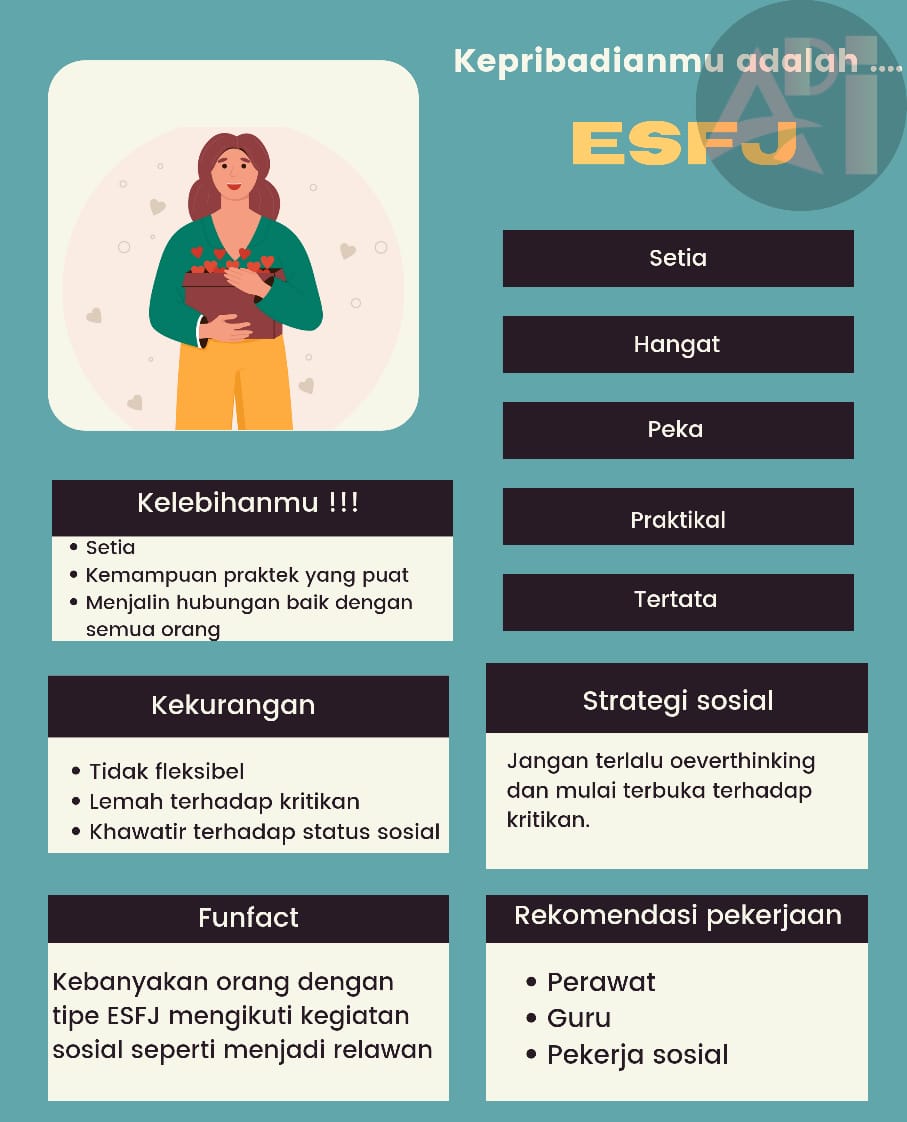 Kepribadianmu adalah ....
ADI
ESFJ
Setia
Hangat
Peka
Praktikal
Tertata
Kelebihanmu !!!
• Setia
• Kemampuan praktek yang puat
• Menjalin hubungan baik dengan
semua orang
Kekurangan
• Tidak fleksibel
• Lemah terhadap kritikan
• Khawatir terhadap status sosial
Strategi sosial
Jangan terlalu oeverthinking
dan mulai terbuka terhadap
kritikan.
Funfact
Kebanyakan orang dengan
tipe ESFJ mengikuti kegiatan
sosial seperti menjadi relawan
Rekomendasi pekerjaan
• Perawat
• Guru
• Pekerja sosial